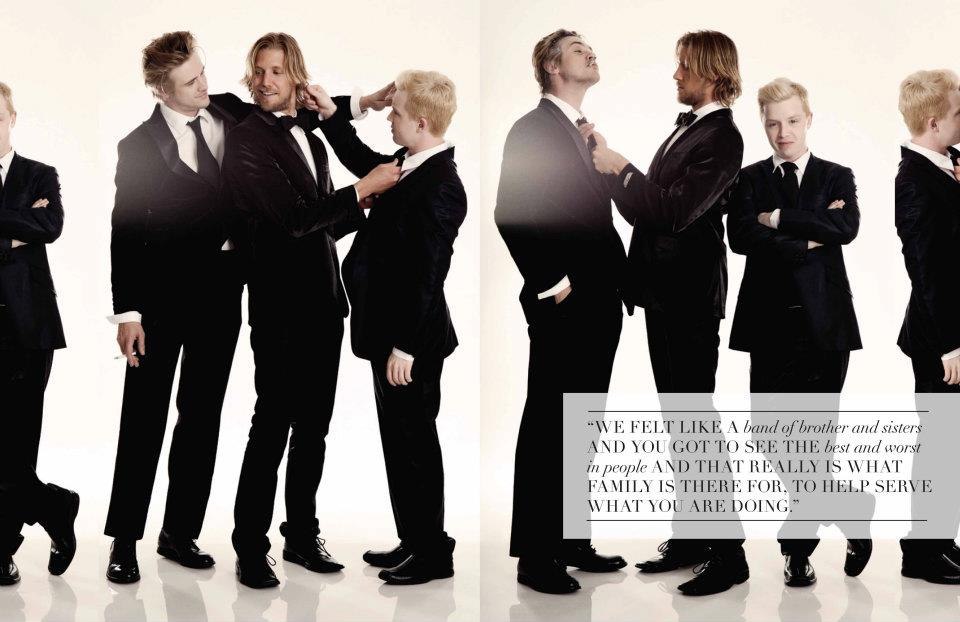 “WE FELT LIKE A band of brother and sisters
AND YOU GOT TO SEE THE best and worst
in people AND THAT REALLY IS WHAT
FAMILY IS THERE FOR, TO HELP SERVE
WHAT YOU ARE DOING.”